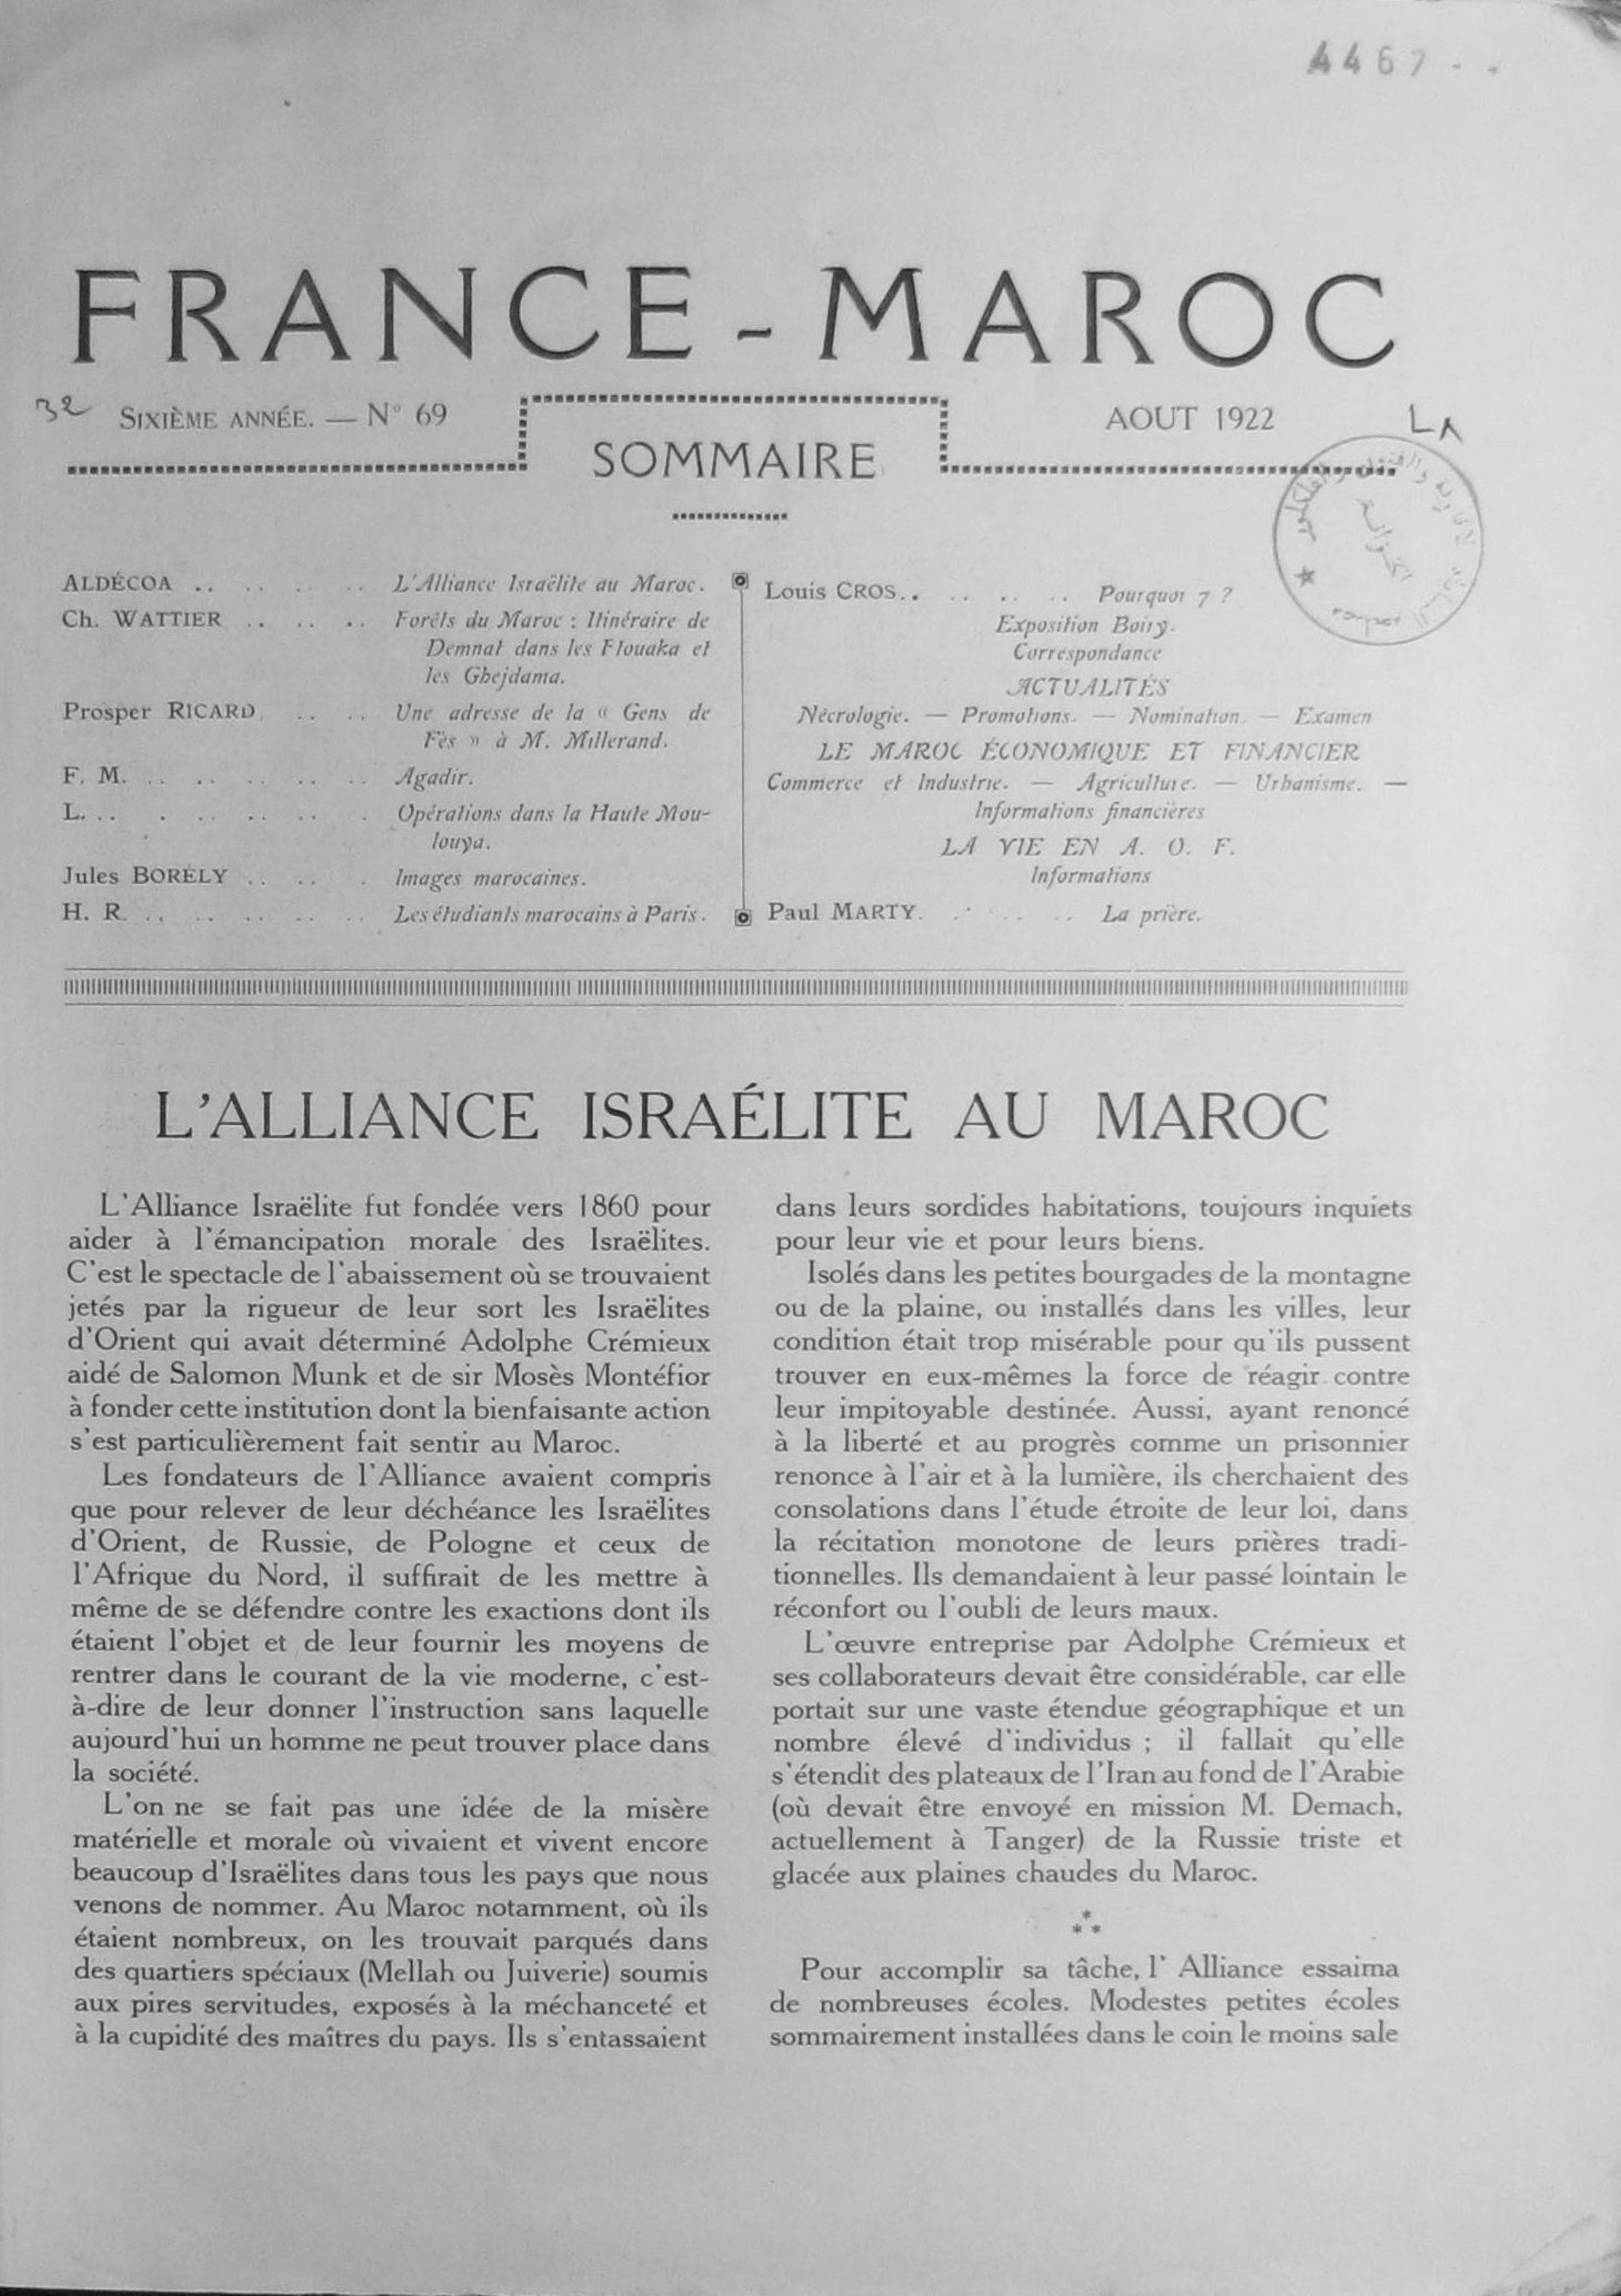 4467
FRANCE - MAROC
32
SIXIÈME ANNÉE. — N° 69
AOUT 1922
SOMMAIRE
ALDÉCOA .. .. .. .. L'Alliance Israëlite au Maroc.
Ch. WATTIER .. .. .. Forêts du Maroc : Itinéraire de
Demnat dans les Ftouaka et
les Ghejdama.
Prosper RICARD. .. .. Une adresse de la « Gens de
Fès » à M. Millerand.
F. M. .. .. .. .. .. Agadir.
L. .. . .. .. .. . Opérations dans la Haute Mou-
louya.
Jules BORÉLY .. .. . Images marocaines.
H. R. .. .. .. .. .. Les étudiants marocains à Paris.
Louis CROS.. .. .. .. Pourquoi 7 ?
Exposition Boiry.
Correspondance
ACTUALITÉS
Nécrologie. — Promotions. — Nomination. — Examen
LE MAROC ÉCONOMIQUE ET FINANCIER
Commerce et Industrie. — Agriculture. — Urbanisme. —
Informations financières
LA VIE EN A. O. F.
Informations
Paul MARTY. .. .. .. La prière.
L'ALLIANCE ISRAÉLITE AU MAROC
L'Alliance Israëlite fut fondée vers 1860 pour
aider à l'émancipation morale des Israëlites.
C'est le spectacle de l'abaissement où se trouvaient
jetés par la rigueur de leur sort les Israëlites
d'Orient qui avait déterminé Adolphe Crémieux
aidé de Salomon Munk et de sir Mosès Montéfior
à fonder cette institution dont la bienfaisante action
s'est particulièrement fait sentir au Maroc.
Les fondateurs de l'Alliance avaient compris
que pour relever de leur déchéance les Israëlites
d'Orient, de Russie, de Pologne et ceux de
l'Afrique du Nord, il suffirait de les mettre à
même de se défendre contre les exactions dont ils
étaient l'objet et de leur fournir les moyens de
rentrer dans le courant de la vie moderne, c'est-
à-dire de leur donner l'instruction sans laquelle
aujourd'hui un homme ne peut trouver place dans
la société.
L'on ne se fait pas une idée de la misère
matérielle et morale où vivaient et vivent encore
beaucoup d'Israëlites dans tous les pays que nous
venons de nommer. Au Maroc notamment, où ils
étaient nombreux, on les trouvait parqués dans
des quartiers spéciaux (Mellah ou Juiverie) soumis
aux pires servitudes, exposés à la méchanceté et
à la cupidité des maîtres du pays. Ils s'entassaient
dans leurs sordides habitations, toujours inquiets
pour leur vie et pour leurs biens.
Isolés dans les petites bourgades de la montagne
ou de la plaine, ou installés dans les villes, leur
condition était trop misérable pour qu'ils pussent
trouver en eux-mêmes la force de réagir contre
leur impitoyable destinée. Aussi, ayant renoncé
à la liberté et au progrès comme un prisonnier
renonce à l'air et à la lumière, ils cherchaient des
consolations dans l'étude étroite de leur loi, dans
la récitation monotone de leurs prières tradi-
tionnelles. Ils demandaient à leur passé lointain le
réconfort ou l'oubli de leurs maux.
L'œuvre entreprise par Adolphe Crémieux et
ses collaborateurs devait être considérable, car elle
portait sur une vaste étendue géographique et un
nombre élevé d'individus ; il fallait qu'elle
s'étendit des plateaux de l'Iran au fond de l'Arabie
(où devait être envoyé en mission M. Demach,
actuellement à Tanger) de la Russie triste et
glacée aux plaines chaudes du Maroc.
* * *
Pour accomplir sa tâche, l' Alliance essaima
de nombreuses écoles. Modestes petites écoles
sommairement installées dans le coin le moins sale